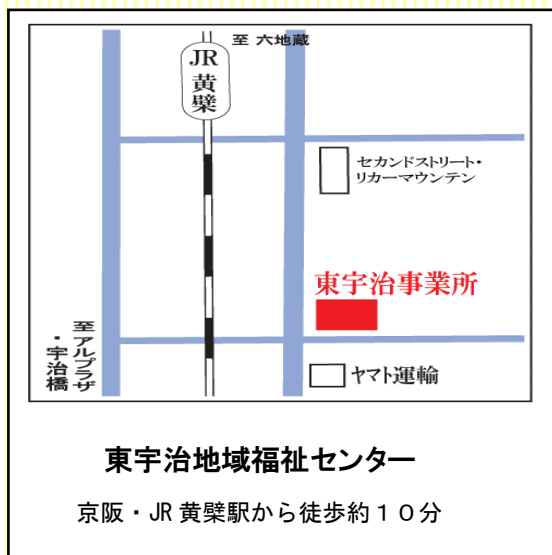 至 六地蔵
JR
黄檗
セカンドストリート・
リカーマウンテン
東宇治事業所
至 アルプラザ
・宇治橋
ヤマト運輸
東宇治地域福祉センター
京阪・JR 黄檗駅から徒歩約１０分